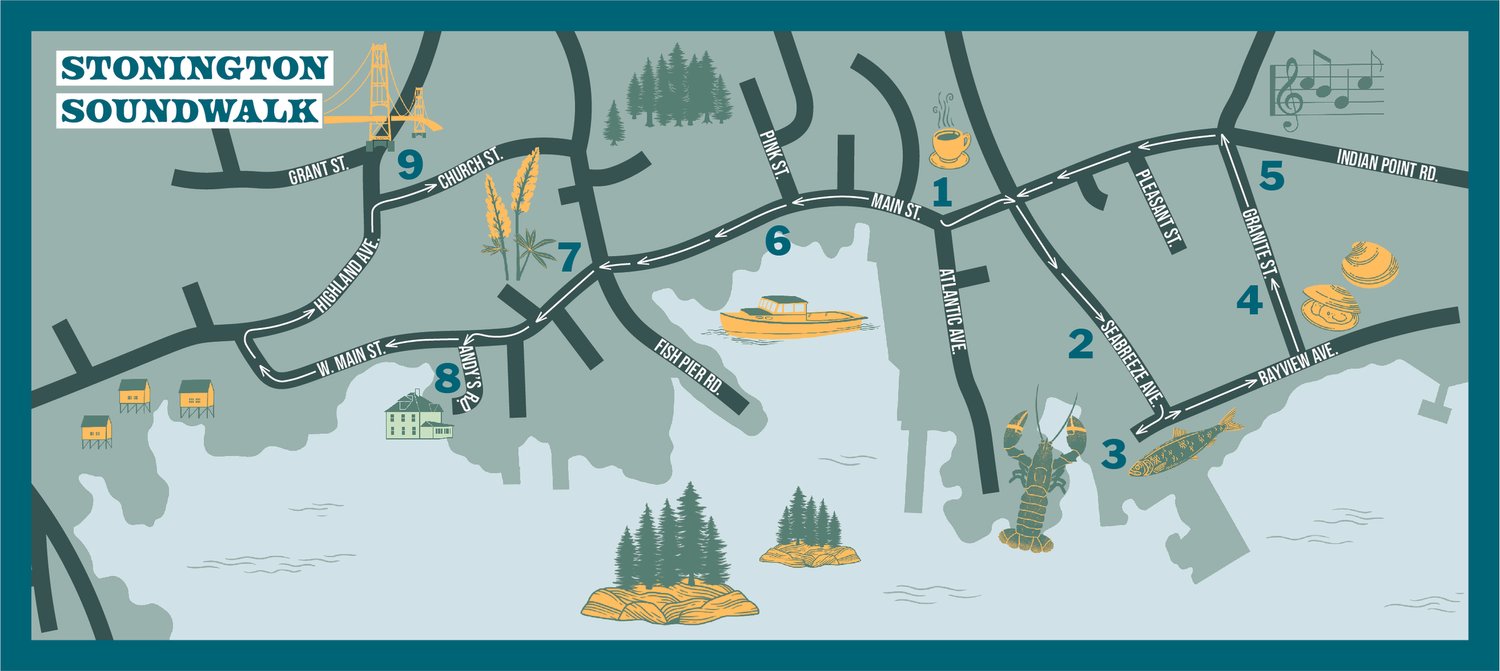 STONINGTON
SOUNDWALK
GRANT ST.
9
CHURCH ST.
PINK ST.
1
MAIN ST.
5
INDIAN POINT RD.
PLEASANT ST.
GRANITE ST.
6
7
HIGHLAND AVE.
ATLANTIC AVE.
4
2
SEABREEZE AVE.
W. MAIN ST.
8
ANDY'S RD.
FISH PIER RD.
BAYVIEW AVE.
3